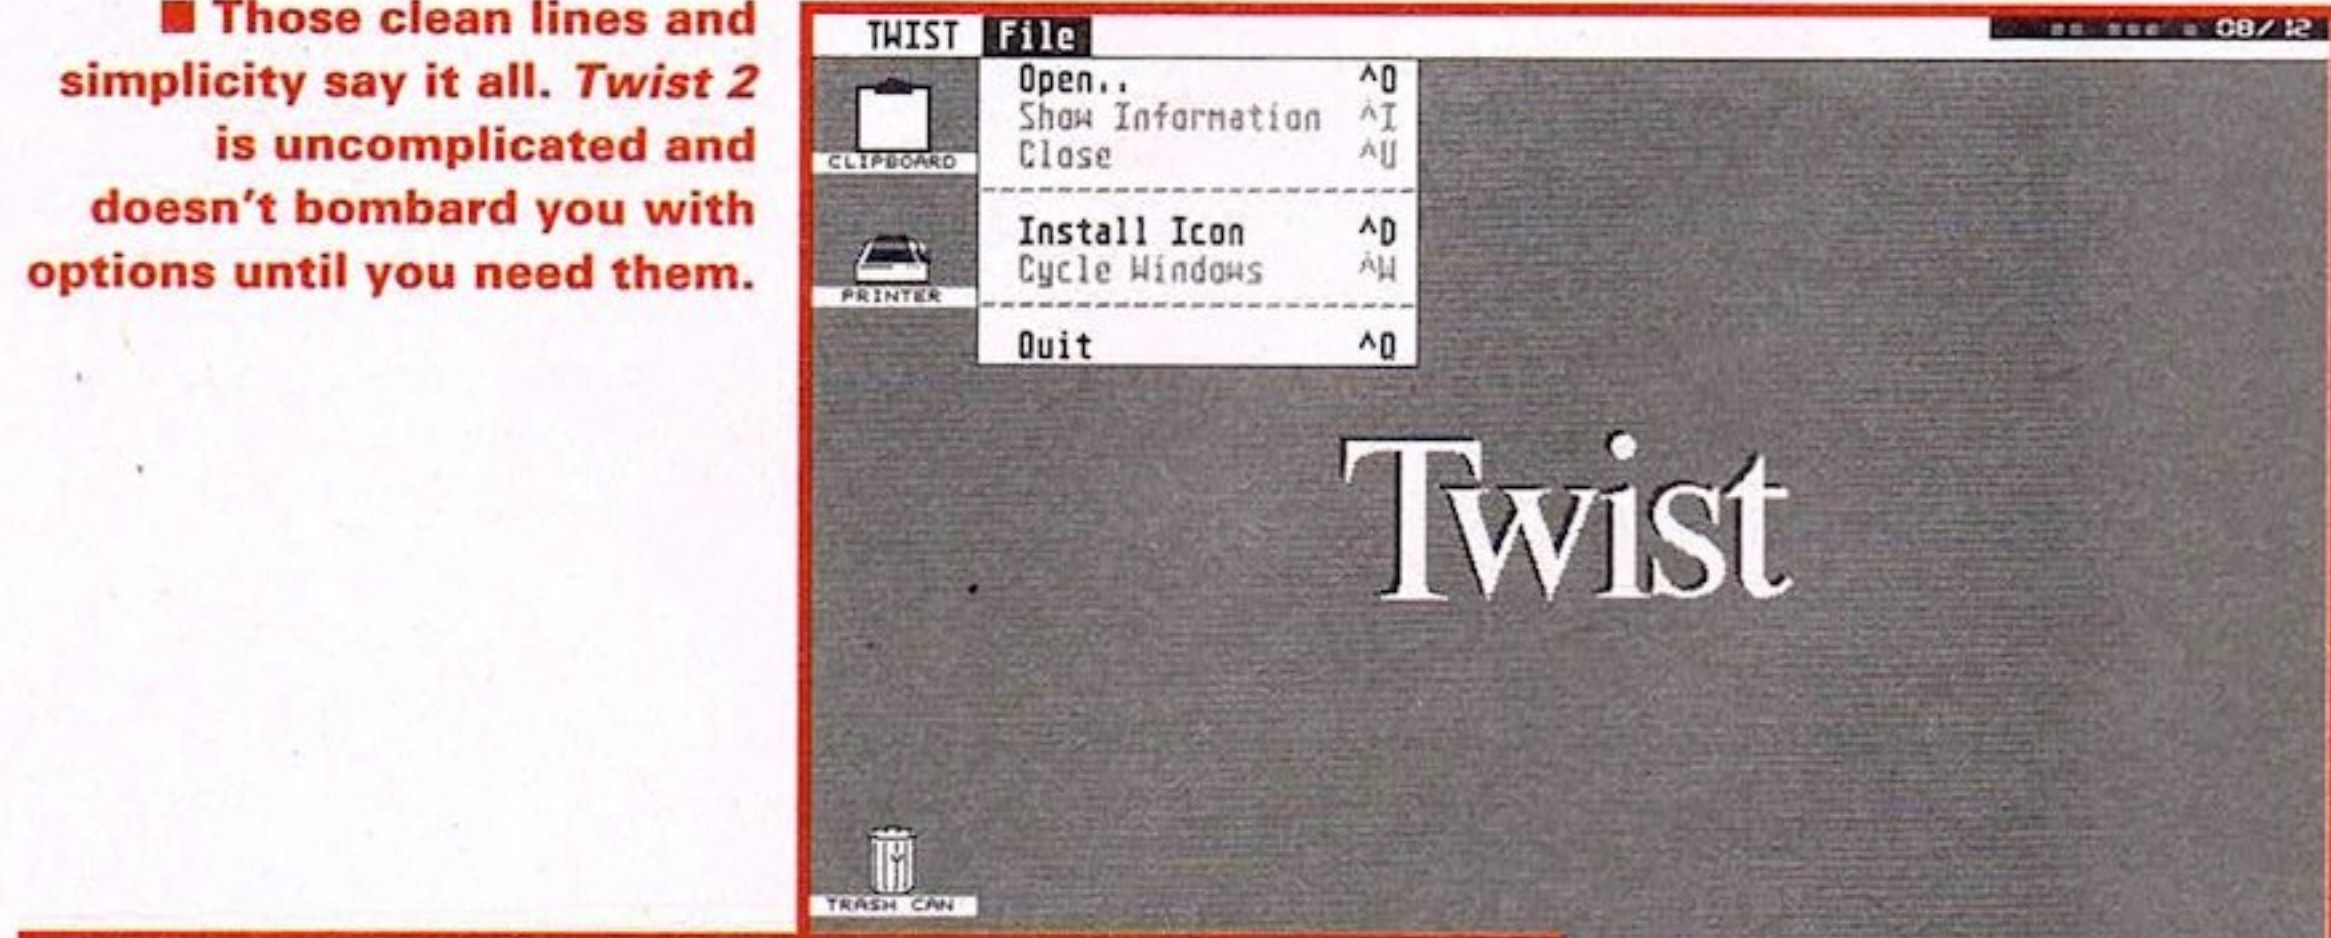 ■ Those clean lines and
simplicity say it all. Twist 2
is uncomplicated and
doesn't bombard you with
options until you need them.
TWIST File
08/12
Open.. ^O
Show Information ^I
Close ^U
Install Icon ^D
Cycle Windows ^W
Quit ^Q
CLIPBOARD
PRINTER
Twist
TRASH CAN